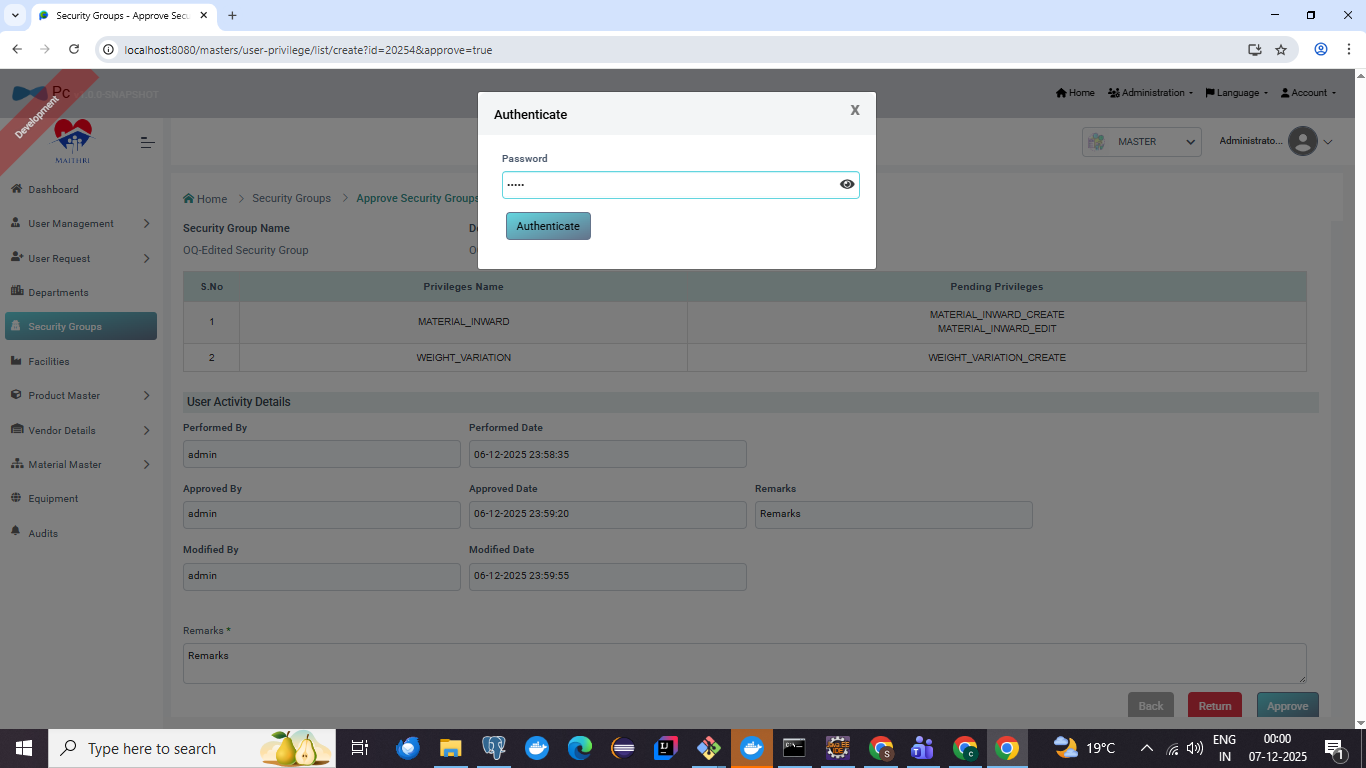 Security Groups - Approve Secu
localhost:8080/masters/user-privilege/list/create?id=20254&approve=true
Development
Pc
1.0.0-SNAPSHOT
Home
Administration
Language
Account
MAITHRI
MASTER
Administrato...
Authenticate
X
Password
•••••
Authenticate
Dashboard
User Management
User Request
Departments
Security Groups
Facilities
Product Master
Vendor Details
Material Master
Equipment
Audits
Home > Security Groups > Approve Security Groups
Security Group Name
OQ-Edited Security Group
S.No Privileges Name Pending Privileges
1 MATERIAL_INWARD MATERIAL_INWARD_CREATE
MATERIAL_INWARD_EDIT
2 WEIGHT_VARIATION WEIGHT_VARIATION_CREATE
User Activity Details
Performed By Performed Date
admin 06-12-2025 23:58:35
Approved By Approved Date Remarks
admin 06-12-2025 23:59:20 Remarks
Modified By Modified Date
admin 06-12-2025 23:59:55
Remarks *
Remarks
Back Return Approve
Type here to search
19°C
ENG
IN
00:00
07-12-2025
1